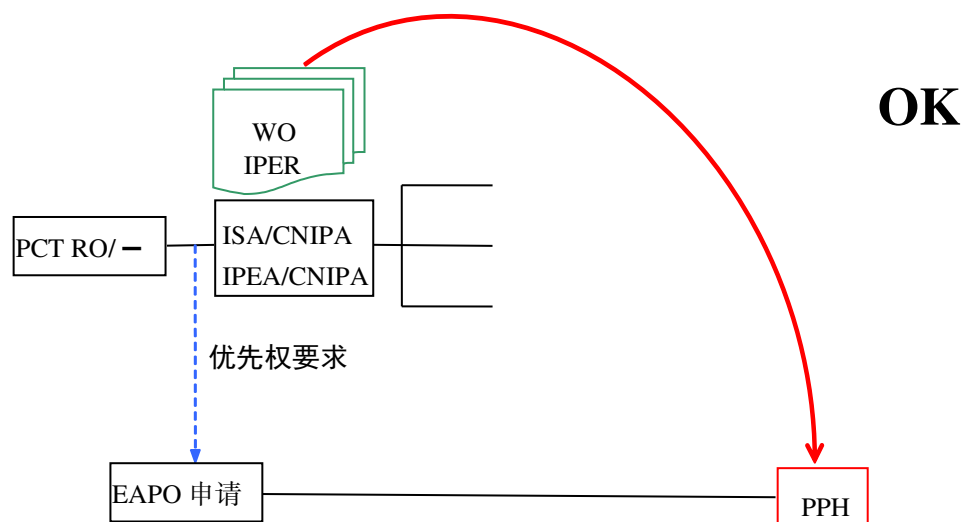 OK
WO
IPER
PCT RO/ −
ISA/CNIPA
IPEA/CNIPA
优先权要求
EAPO 申请
PPH